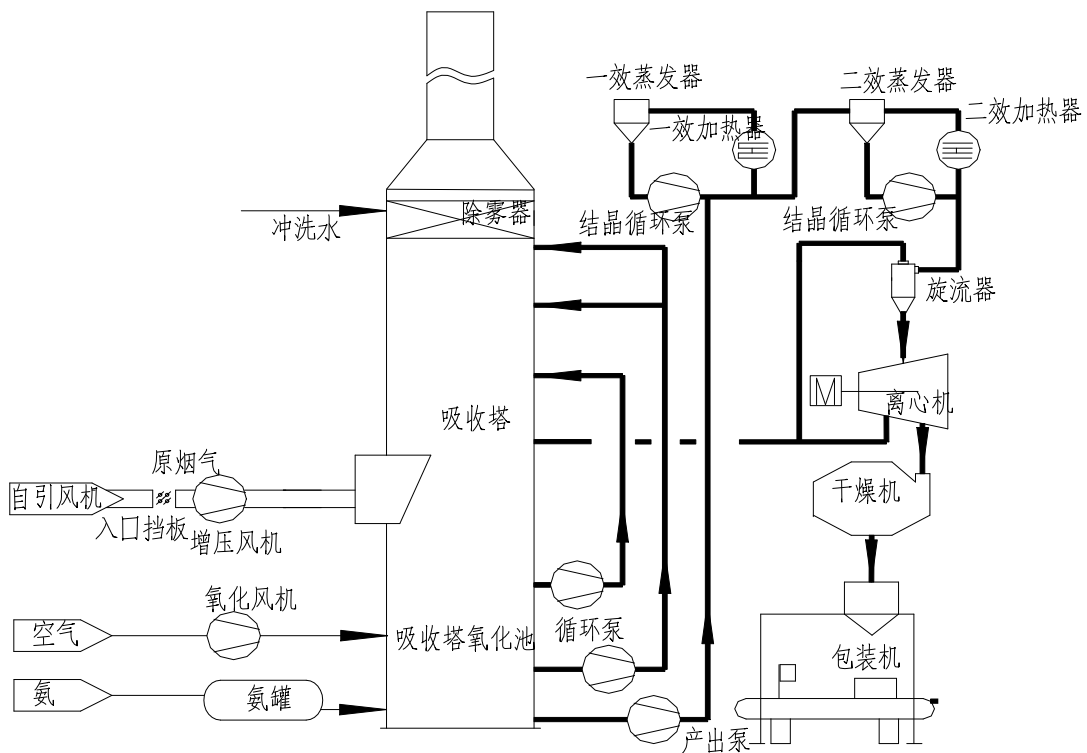 一效蒸发器
二效蒸发器
一效加热器
二效加热器
冲洗水
除雾器
结晶循环泵
结晶循环泵
旋流器
吸收塔
M
离心机
原烟气
自引风机
入口挡板
增压风机
干燥机
氧化风机
空气
吸收塔氧化池
循环泵
包装机
氨
氨罐
产出泵